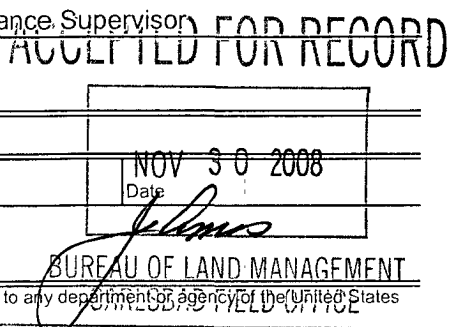 ance Supervisor
ACCEPTED FOR RECORD
NOV 30 2008
Date
BUREAU OF LAND MANAGEMENT
CARLSBAD FIELD OFFICE
to any department or agency of the United States